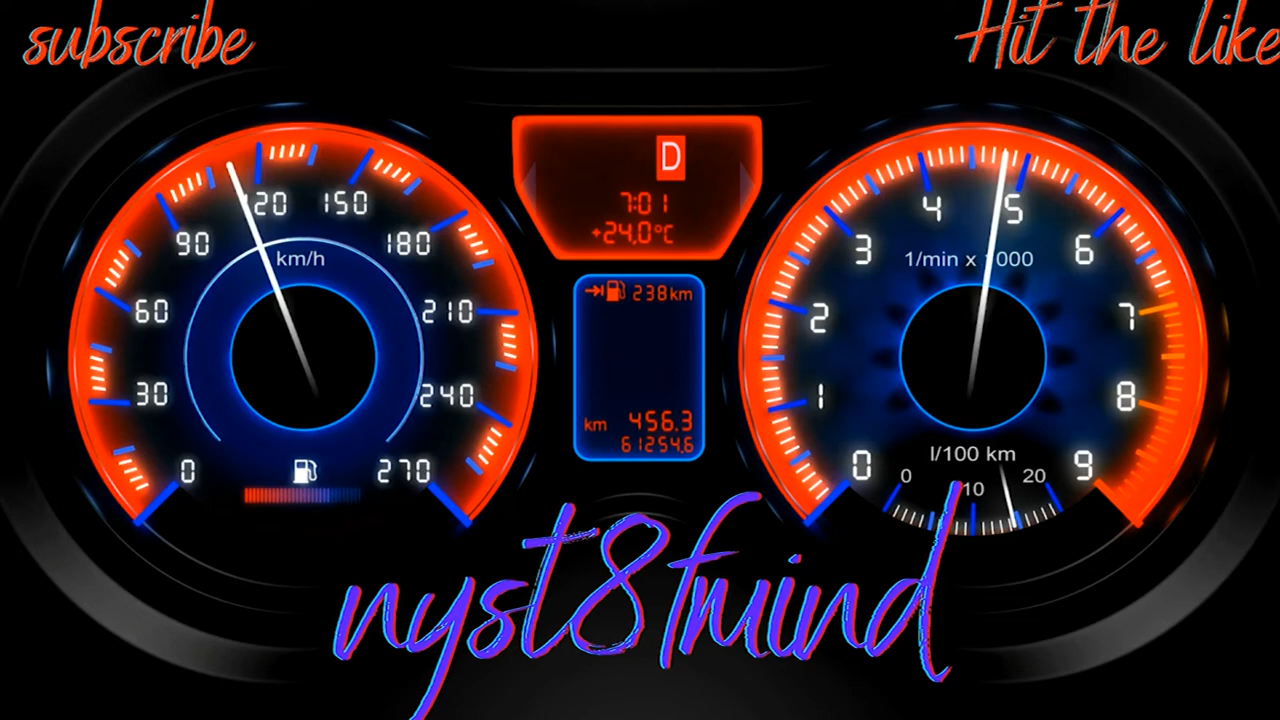 subscribe
Hit the like
D
7:01
+24,0°C
120
150
90
180
km/h
60
210
30
240
0
270
238km
km 456.3
61254,6
4
5
3
6
1/min x 1000
2
7
1
8
0
9
l/100 km
0
10
20
nyst8fmind